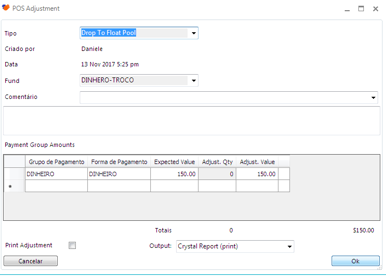 POS Adjustment
Tipo Drop To Float Pool
Criado por Daniele
Data 13 Nov 2017 5:25 pm
Fund DINHERO-TROCO
Comentário
Payment Group Amounts
Grupo de Pagamento Forma de Pagamento Expected Value Adjust. Qty Adjust. Value
DINHEIRO DINHEIRO 150.00 0 150.00
*
Totais 0 $150.00
Print Adjustment Output: Crystal Report (print)
Cancelar Ok